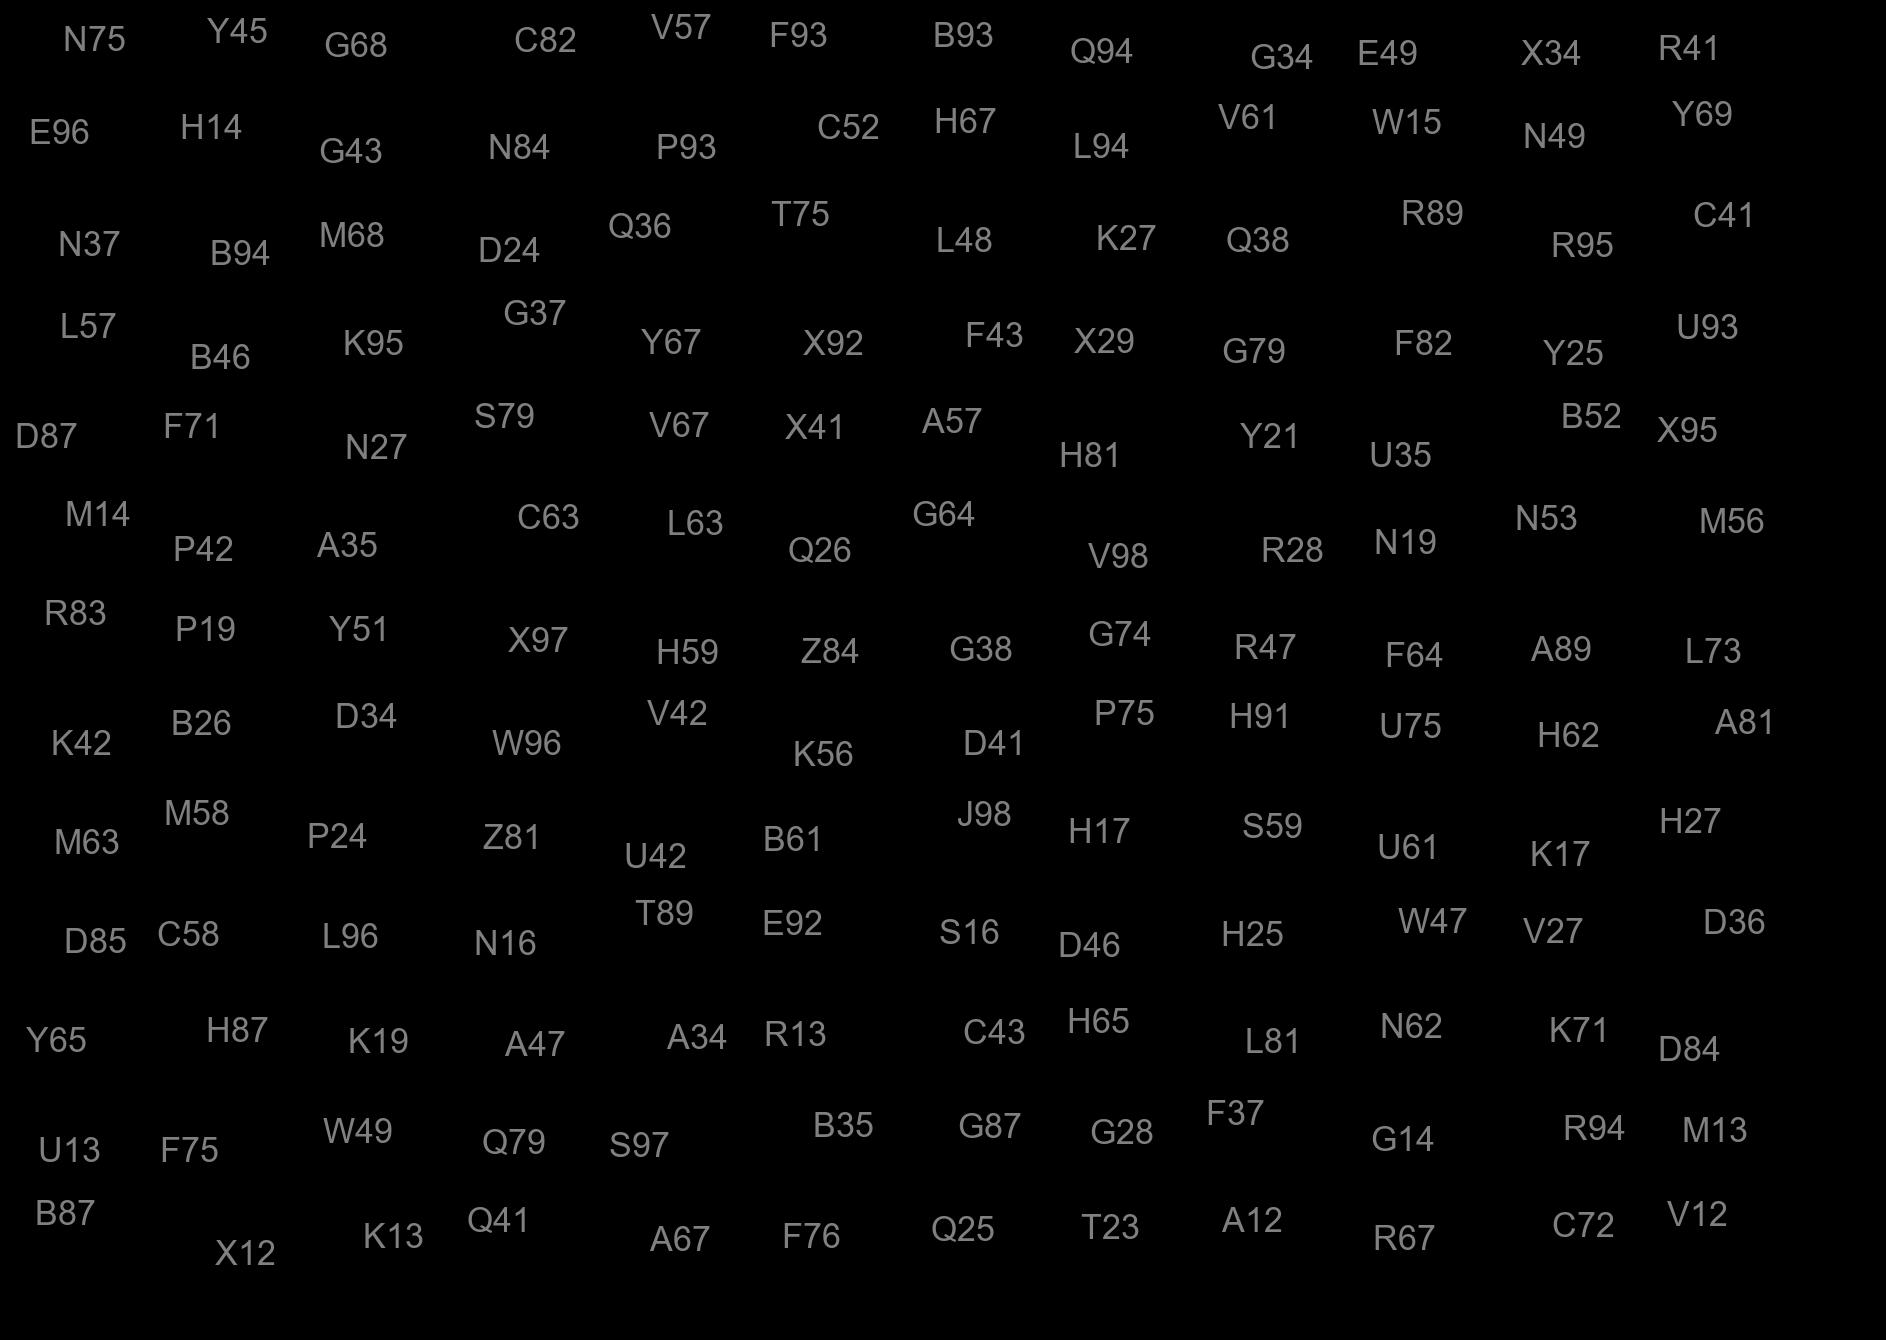 N75 Y45 G68 C82 V57 F93 B93 Q94 G34 E49 X34 R41
E96 H14 G43 N84 P93 C52 H67 L94 V61 W15 N49 Y69
N37 B94 M68 D24 Q36 T75 L48 K27 Q38 R89 R95 C41
L57 B46 K95 G37 Y67 X92 F43 X29 G79 F82 Y25 U93
D87 F71 N27 S79 V67 X41 A57 H81 Y21 U35 B52 X95
M14 P42 A35 C63 L63 Q26 G64 V98 R28 N19 N53 M56
R83 P19 Y51 X97 H59 Z84 G38 G74 R47 F64 A89 L73
K42 B26 D34 W96 V42 K56 D41 P75 H91 U75 H62 A81
M63 M58 P24 Z81 U42 B61 J98 H17 S59 U61 K17 H27
D85 C58 L96 N16 T89 E92 S16 D46 H25 W47 V27 D36
Y65 H87 K19 A47 A34 R13 C43 H65 L81 N62 K71 D84
U13 F75 W49 Q79 S97 B35 G87 G28 F37 G14 R94 M13
B87 X12 K13 Q41 A67 F76 Q25 T23 A12 R67 C72 V12